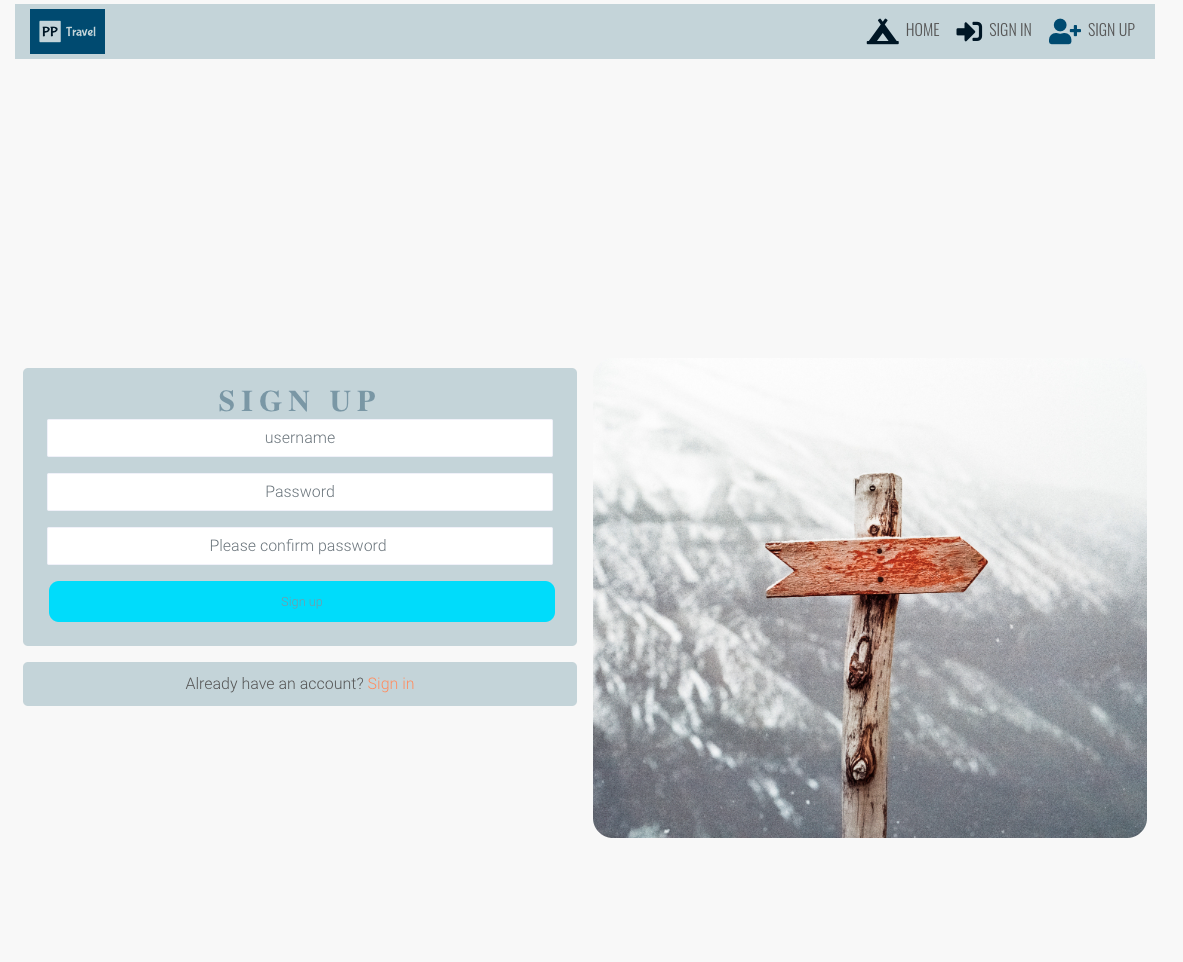 PP Travel
HOME
SIGN IN
SIGN UP
SIGN UP
username
Password
Please confirm password
Sign up
Already have an account? Sign in